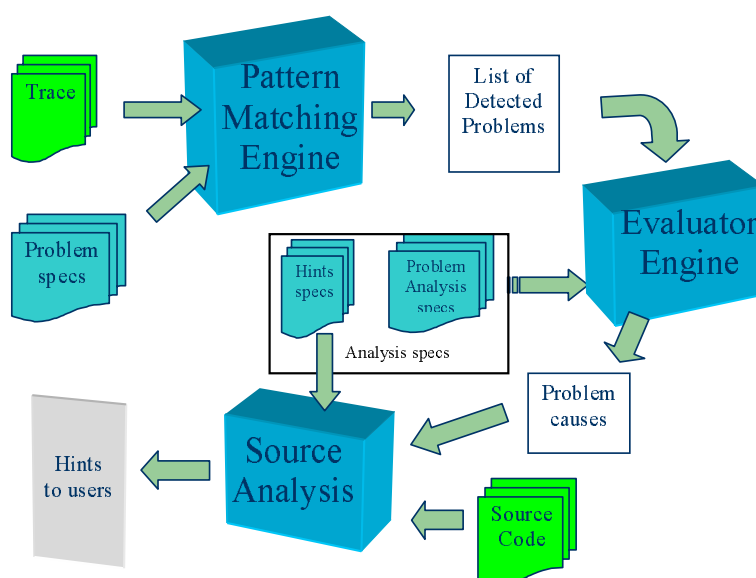 Trace
Pattern
Matching
Engine
List of
Detected
Problems
Problem
specs
Evaluator
Engine
Hints
specs
Problem
Analysis
specs
Analysis specs
Problem
causes
Source
Analysis
Hints
to users
Source
Code